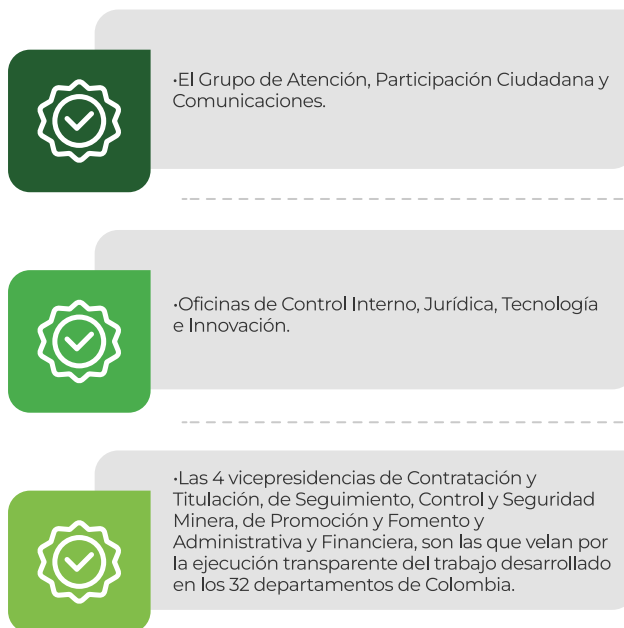 •El Grupo de Atención, Participación Ciudadana y
Comunicaciones.
•Oficinas de Control Interno, Jurídica, Tecnología
e Innovación.
•Las 4 vicepresidencias de Contratación y
Titulación, de Seguimiento, Control y Seguridad
Minera, de Promoción y Fomento y
Administrativa y Financiera, son las que velan por
la ejecución transparente del trabajo desarrollado
en los 32 departamentos de Colombia.